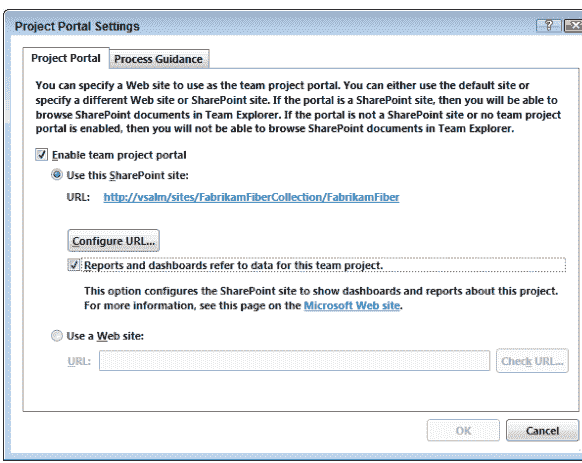 Project Portal Settings
Project Portal
Process Guidance
You can specify a Web site to use as the team project portal. You can either use the default site or
specify a different Web site or SharePoint site. If the portal is a SharePoint site, then you will be able to
browse SharePoint documents in Team Explorer. If the portal is not a SharePoint site or no team project
portal is enabled, then you will not be able to browse SharePoint documents in Team Explorer.
Enable team project portal
Use this SharePoint site:
URL: http://vsalm/sites/FabrikamFiberCollection/FabrikamFiber
Configure URL...
Reports and dashboards refer to data for this team project.
This option configures the SharePoint site to show dashboards and reports about this project.
For more information, see this page on the Microsoft Web site.
Use a Web site:
URL:
Check URL...
OK
Cancel